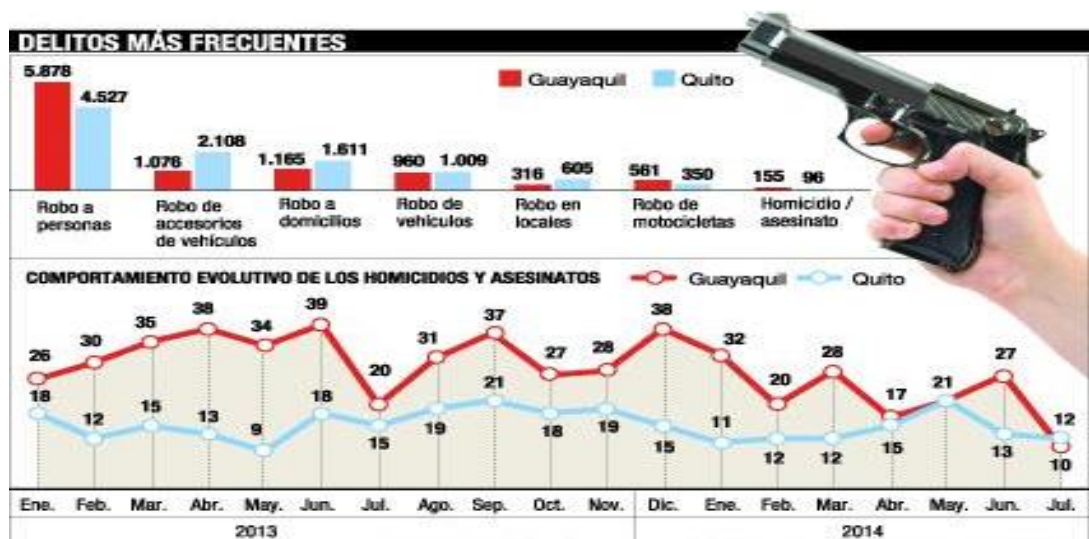 DELITOS MÁS FRECUENTES
5.878
4.527
Guayaquil
Quito
1.076
2.108
1.165
1.611
960
1.009
316
605
561
350
155
96
Robo a
personas
Robo de
accesorios
de vehículos
Robo a
domicilios
Robo de
vehículos
Robo en
locales
Robo de
motocicletas
Homicidio /
asesinato
COMPORTAMIENTO EVOLUTIVO DE LOS HOMICIDIOS Y ASESINATOS
Guayaquil
Quito
26 30 35 38 34 39 20 31 37 27 28 38 32 20 28 17 21 27 12
18 12 15 13 9 18 15 19 21 18 19 15 11 12 12 15 13 10
Ene. Feb. Mar. Abr. May. Jun. Jul. Ago. Sep. Oct. Nov. Dic. Ene. Feb. Mar. Abr. May. Jun. Jul.
2013 2014